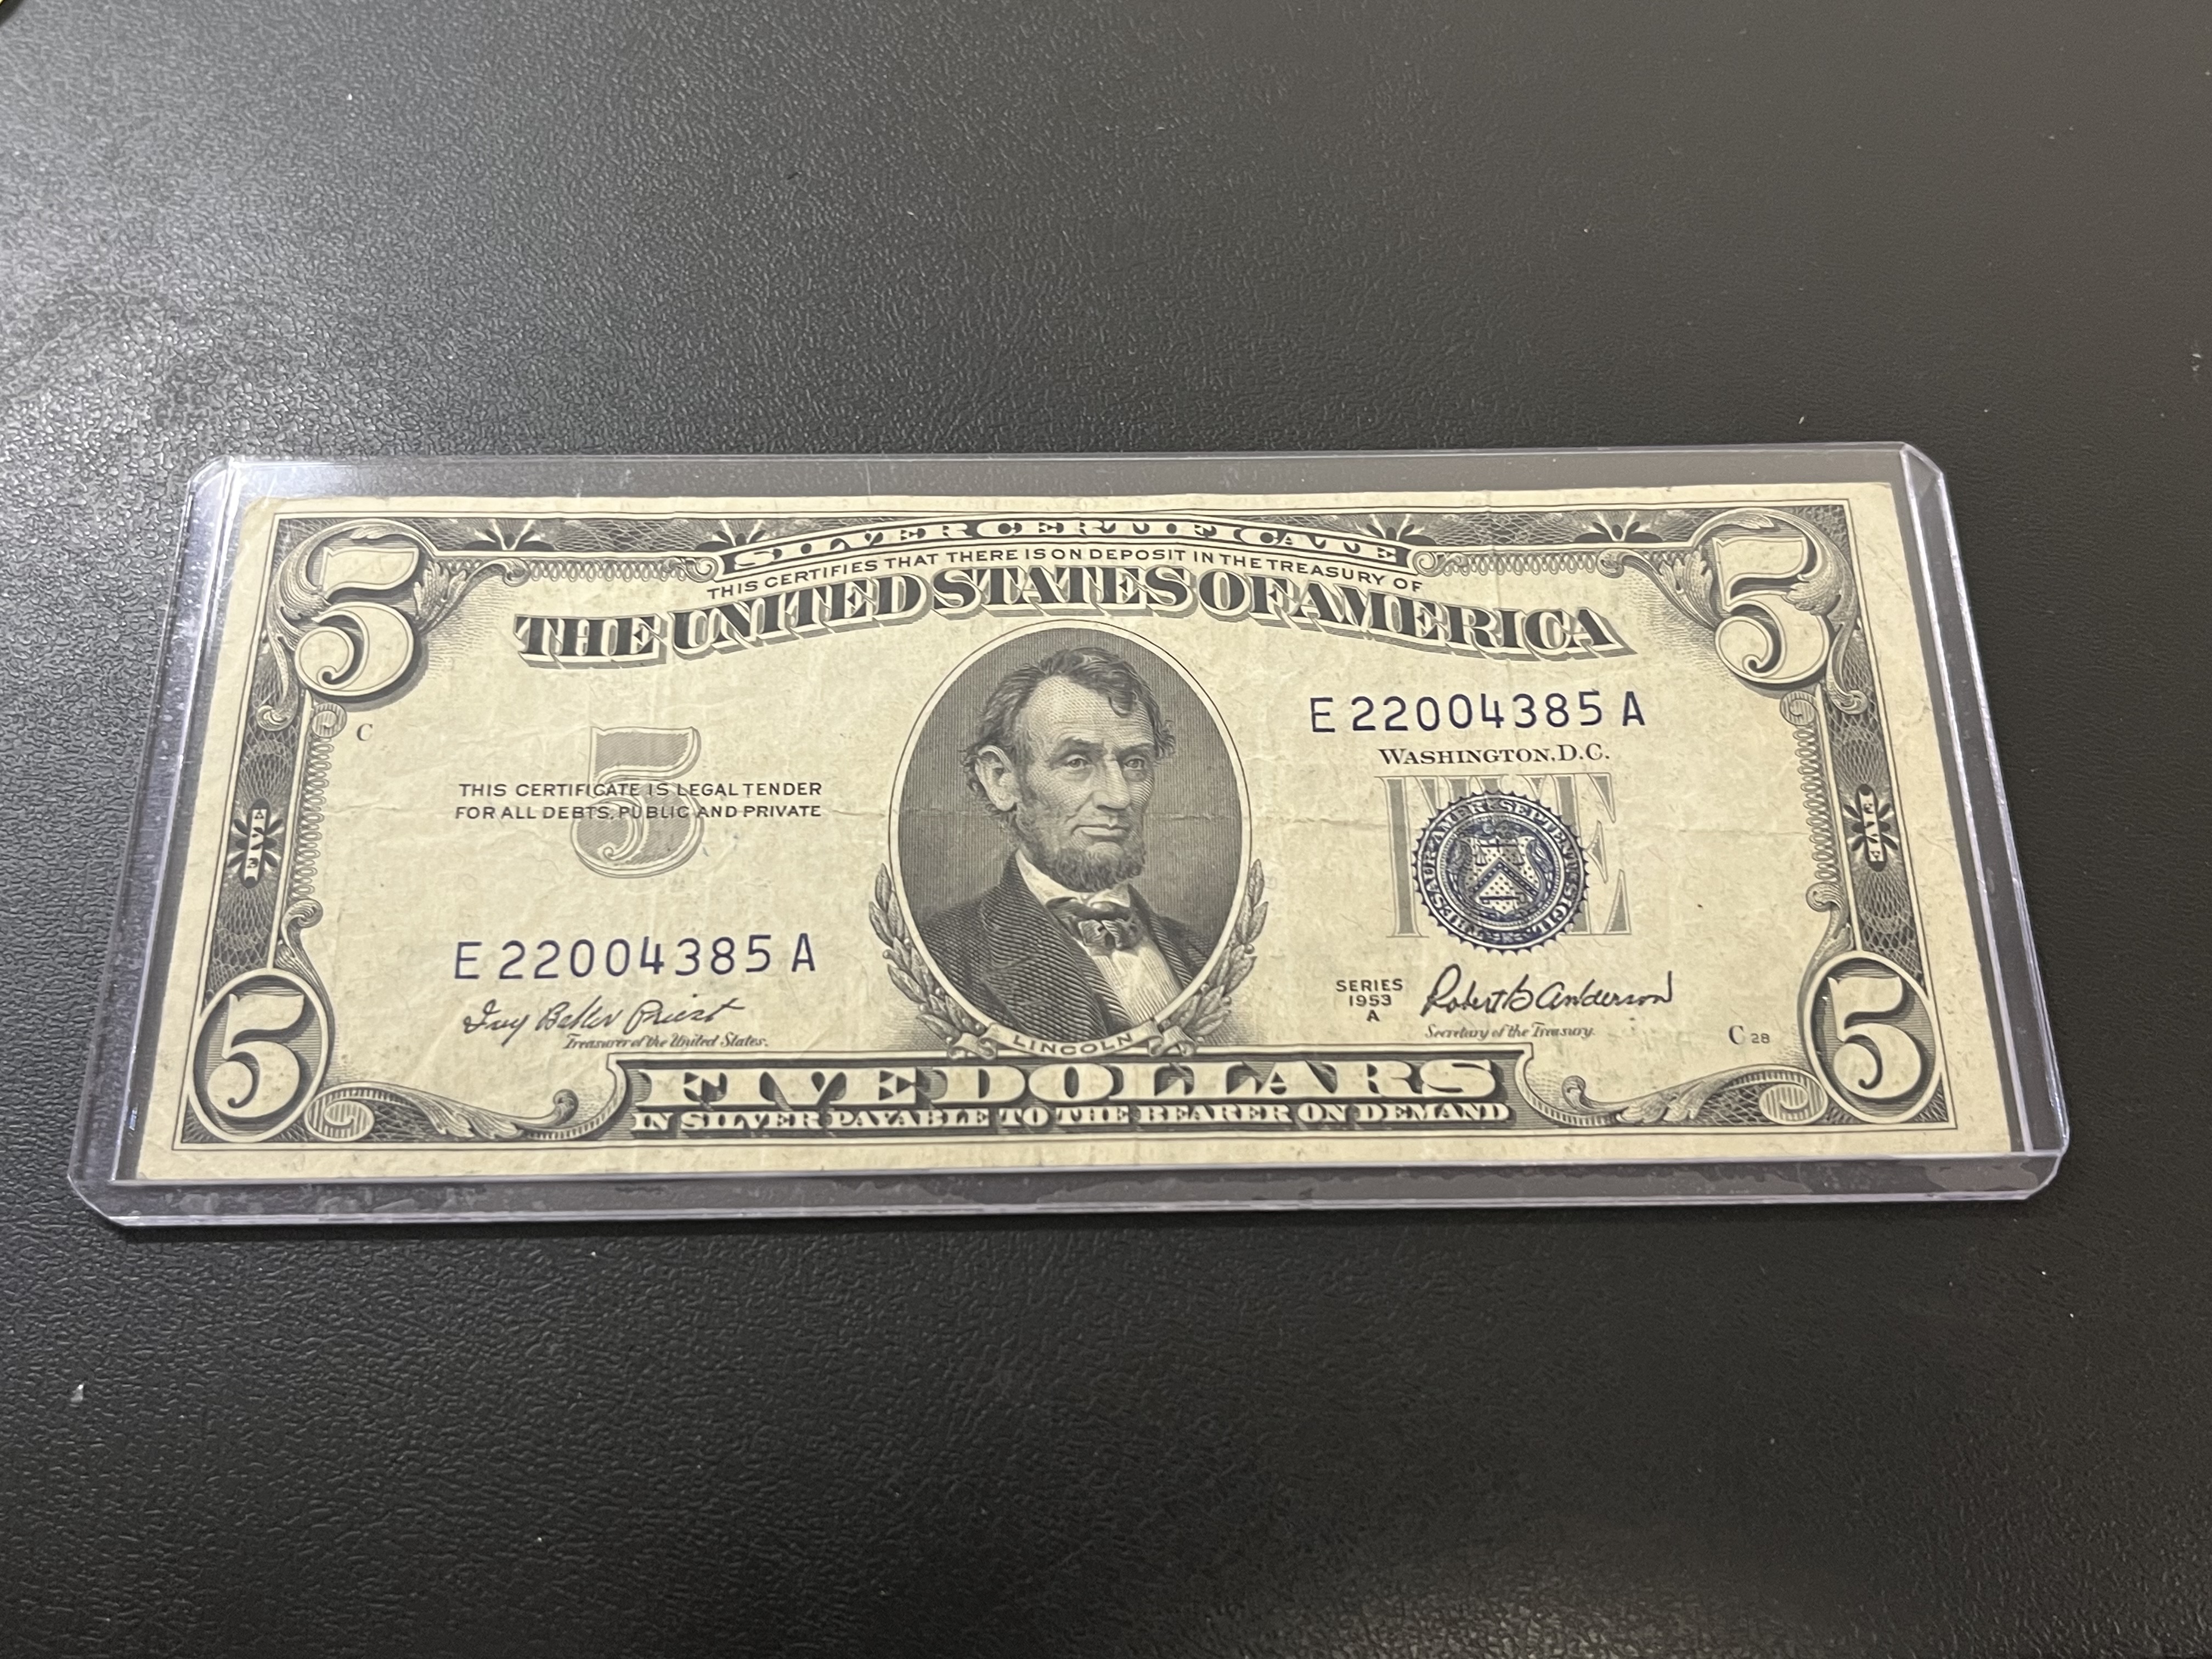 SILVER CERTIFICATE
THIS CERTIFIES THAT THERE IS ON DEPOSIT IN THE TREASURY OF
THE UNITED STATES OF AMERICA
5
5
E 22004385 A
WASHINGTON, D.C.
C
5
FIVE
THIS CERTIFICATE IS LEGAL TENDER
FOR ALL DEBTS, PUBLIC AND PRIVATE
FIVE
FIVE
E 22004385 A
Ivy Baker Priest
Treasurer of the United States.
SERIES
1953
A
Robert B Anderson
Secretary of the Treasury.
C 28
LINCOLN
5
5
FIVE DOLLARS
IN SILVER PAYABLE TO THE BEARER ON DEMAND